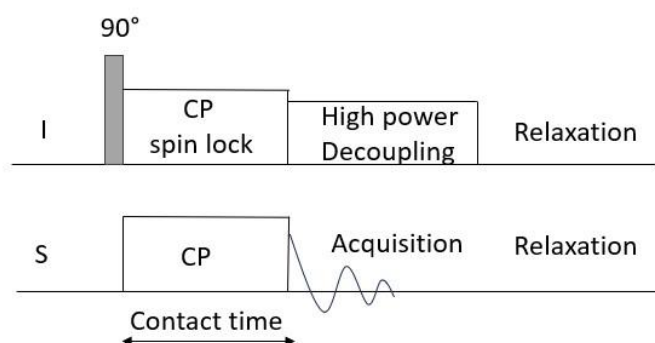 90°
I
CP
spin lock
High power
Decoupling
Relaxation
S
CP
Acquisition
Relaxation
Contact time